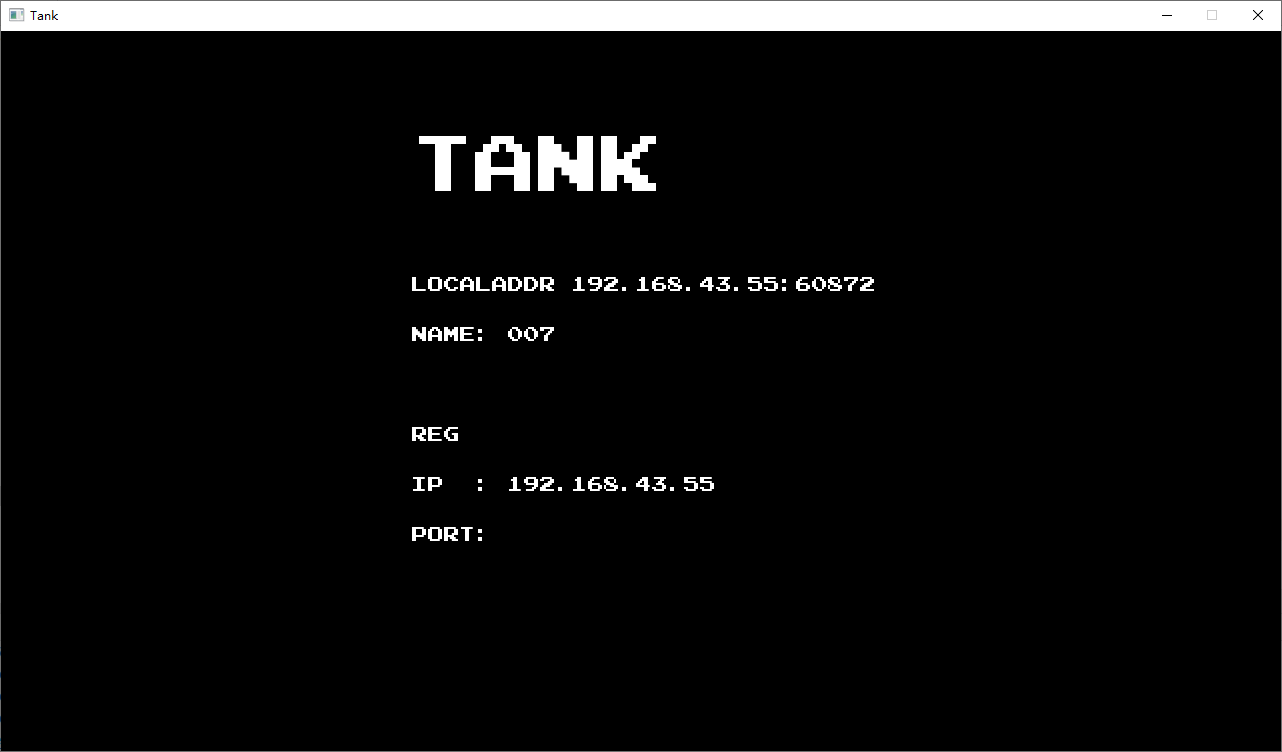 Tank
TANK
LOCALADDR 192.168.43.55:60872
NAME: 007
REG
IP  : 192.168.43.55
PORT: